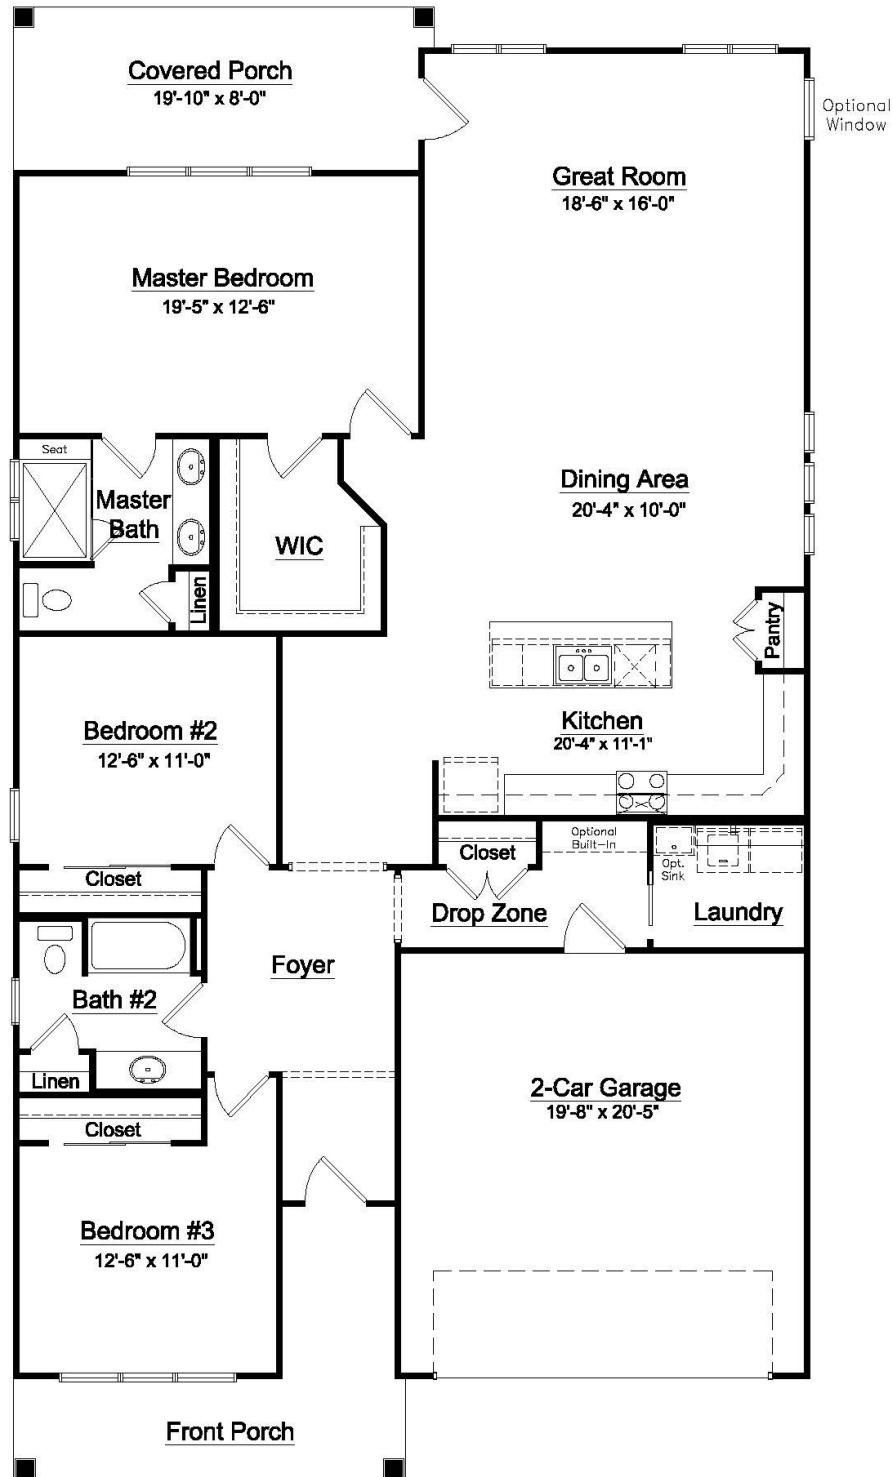 Covered Porch
19'-10" x 8'-0"
Optional
Window
Great Room
18'-6" x 16'-0"
Master Bedroom
19'-5" x 12'-6"
Seat
Master
Bath
Linen
WIC
Dining Area
20'-4" x 10'-0"
Pantry
Kitchen
20'-4" x 11'-1"
Bedroom #2
12'-6" x 11'-0"
Closet
Closet
Optional
Built-In
Opt.
Sink
Drop Zone
Laundry
Foyer
Bath #2
Linen
Closet
2-Car Garage
19'-8" x 20'-5"
Bedroom #3
12'-6" x 11'-0"
Front Porch